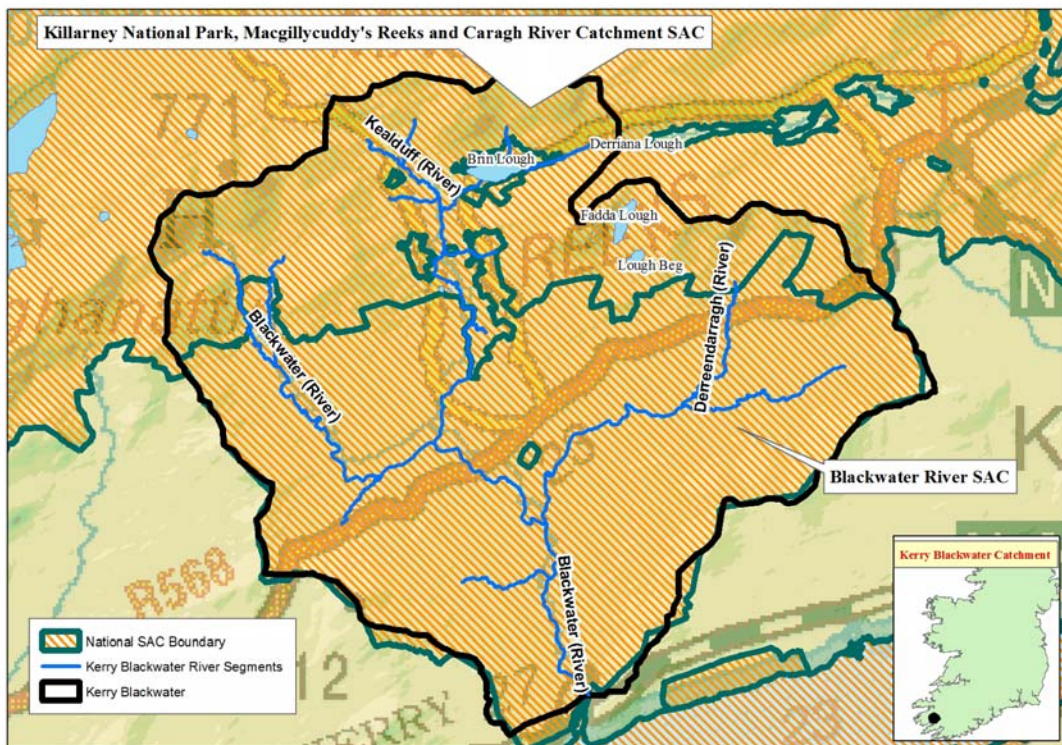 Killarney National Park, Macgillycuddy's Reeks and Caragh River Catchment SAC
771
Kealduff (River)
Brin Lough
Derriana Lough
Fadda Lough
Lough Beg
Derreendarragh (River)
Blackwater (River)
Blackwater River SAC
Blackwater (River)
R568
N
K
12
23
National SAC Boundary
Kerry Blackwater River Segments
Kerry Blackwater
Kerry Blackwater Catchment